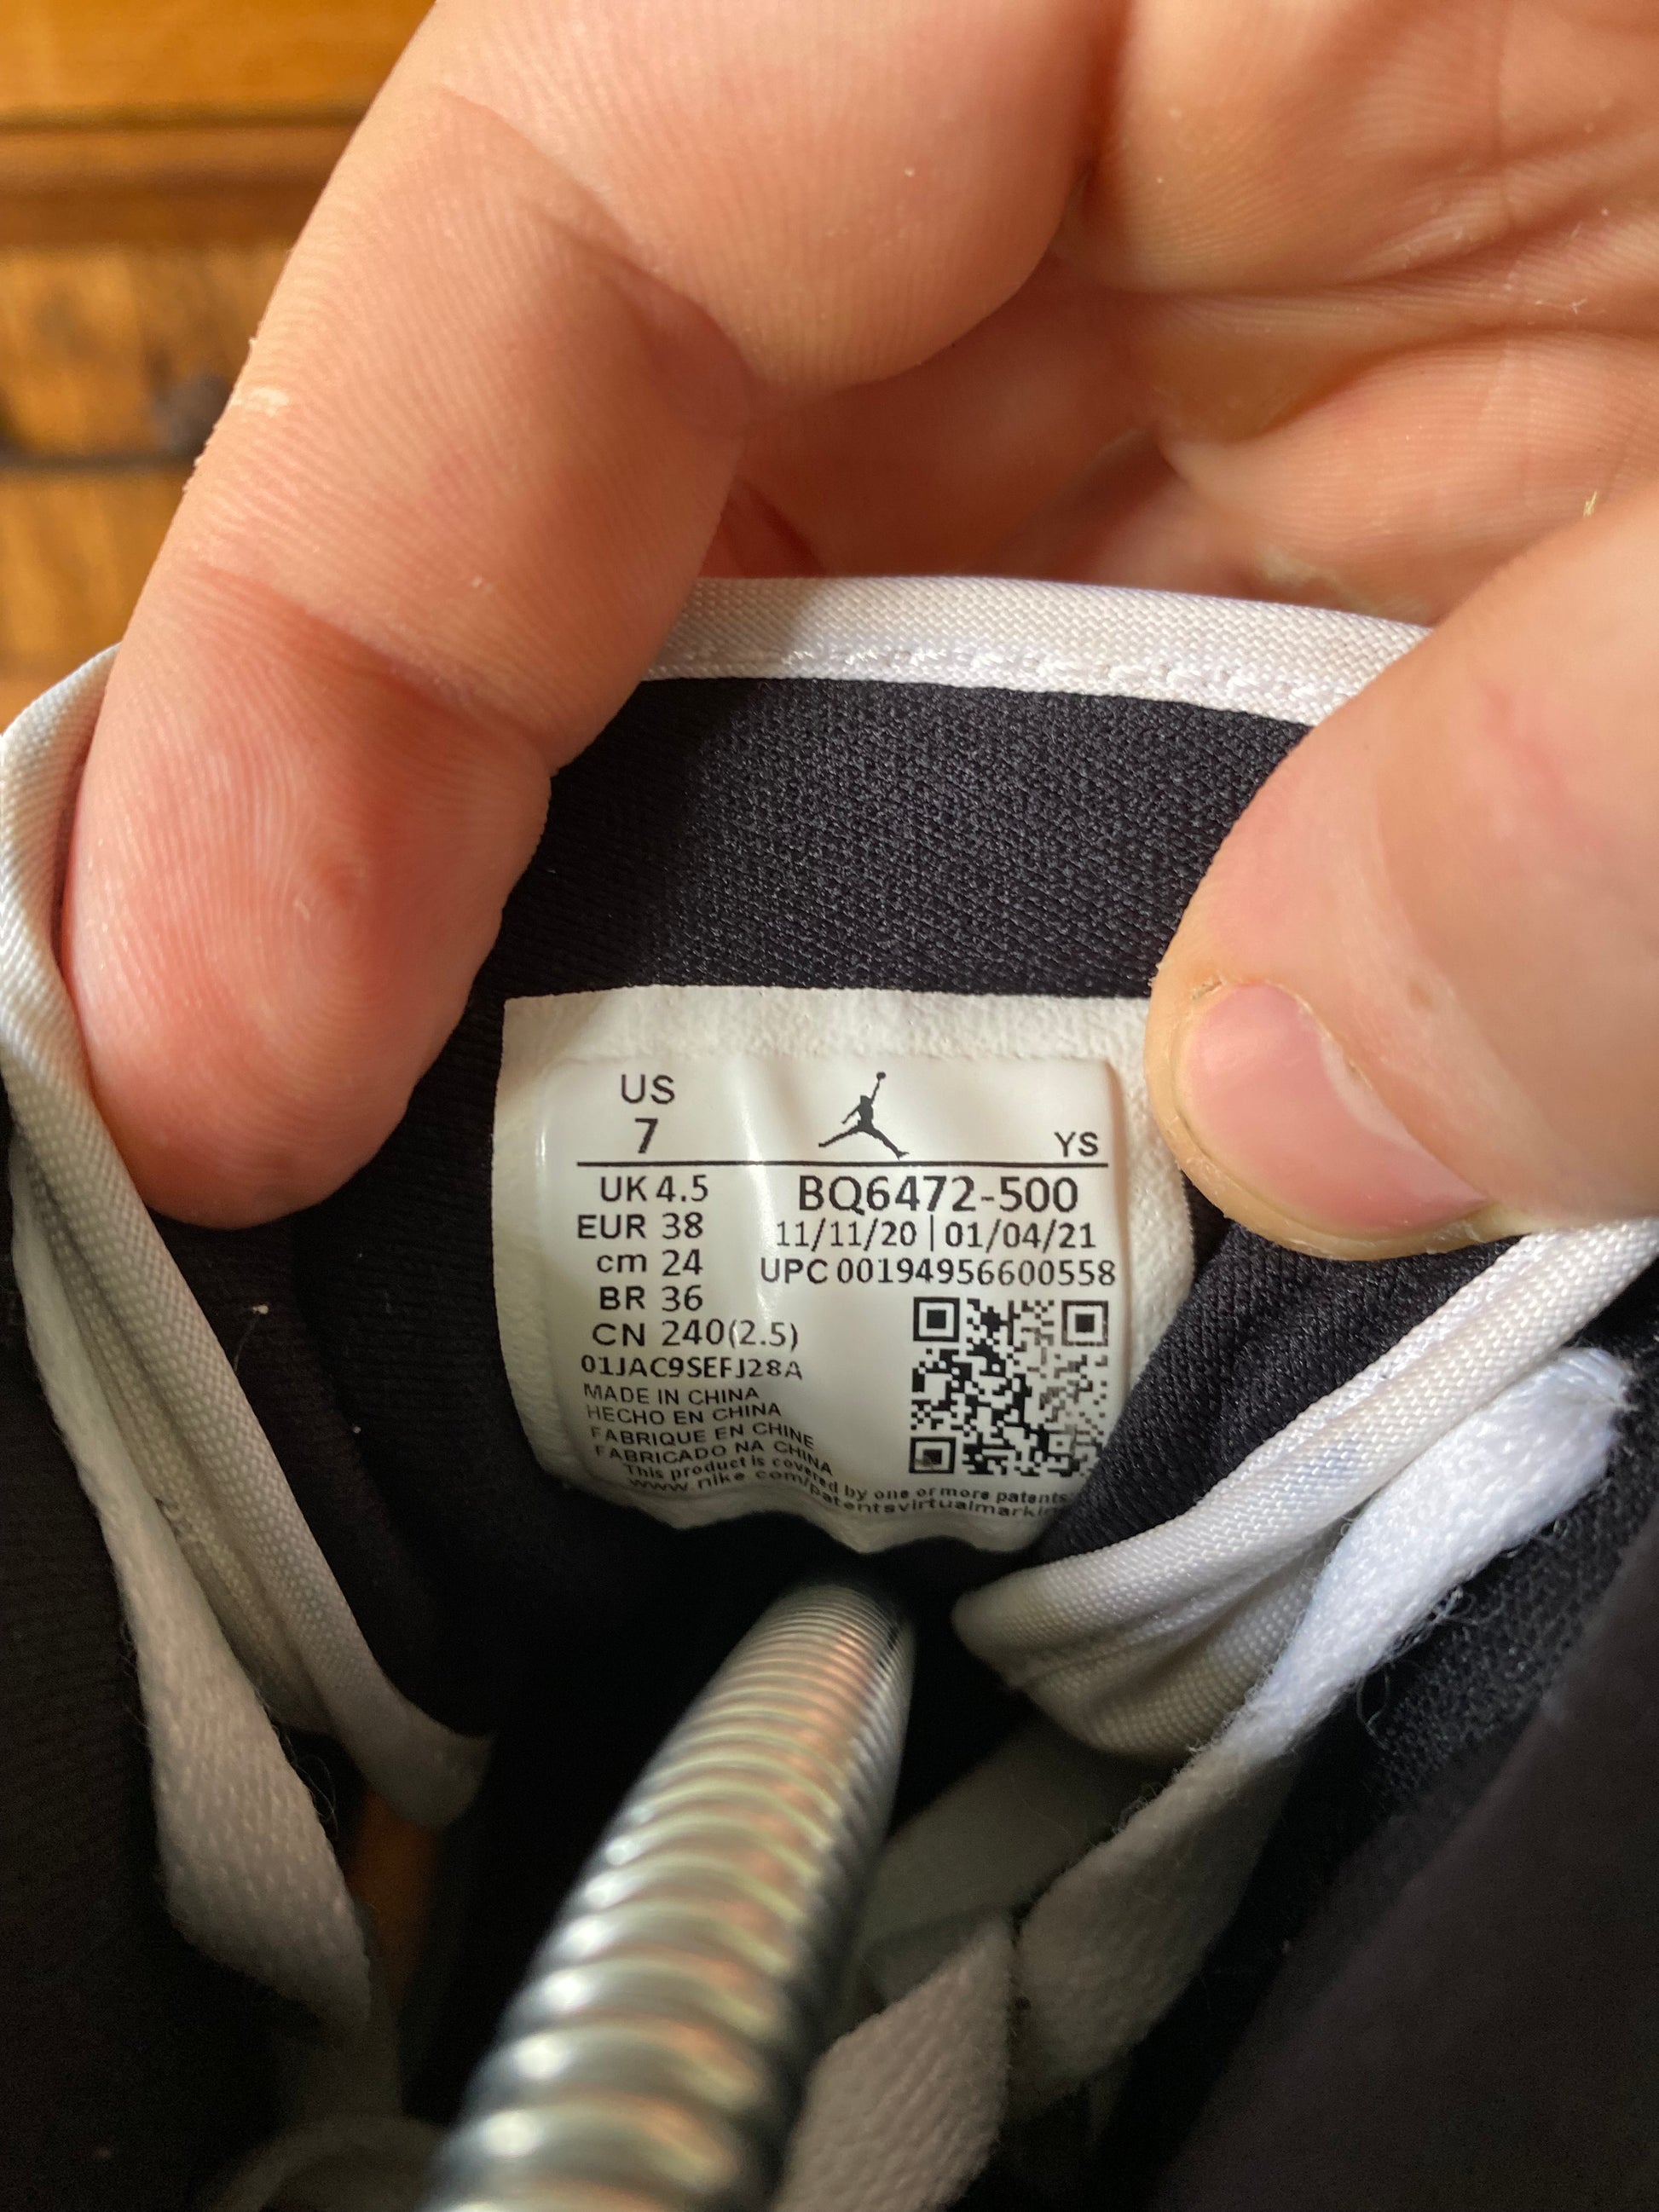 US
7
YS
UK 4.5
EUR 38
cm 24
BR 36
CN 240(2.5)
01JAC9SEFJ28A
MADE IN CHINA
HECHO EN CHINA
FABRIQUE EN CHINE
FABRICADO NA CHINA
This product is covered by one or more patents
www.nike.com/patentsvirtualmarkin
BQ6472-500
11/11/20 | 01/04/21
UPC 00194956600558